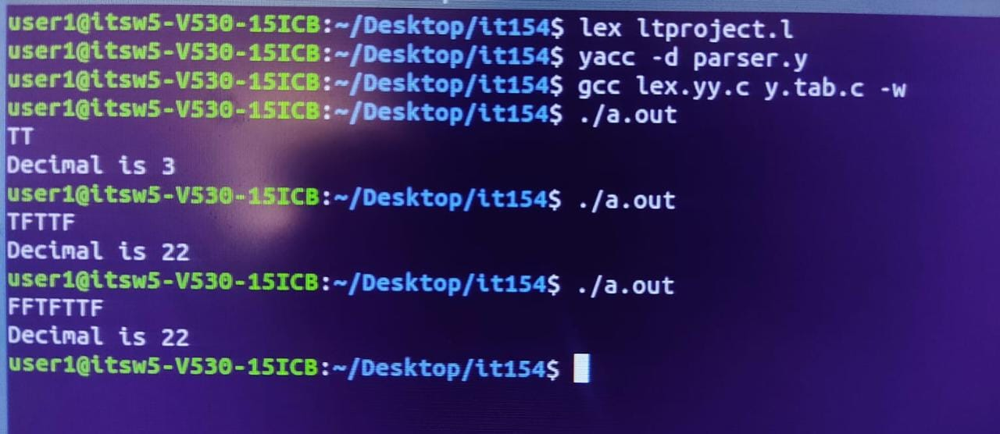 user1@itsw5-V530-15ICB:~/Desktop/it154$ lex ltproject.l
user1@itsw5-V530-15ICB:~/Desktop/it154$ yacc -d parser.y
user1@itsw5-V530-15ICB:~/Desktop/it154$ gcc lex.yy.c y.tab.c -w
user1@itsw5-V530-15ICB:~/Desktop/it154$ ./a.out
TT
Decimal is 3
user1@itsw5-V530-15ICB:~/Desktop/it154$ ./a.out
TFTTF
Decimal is 22
user1@itsw5-V530-15ICB:~/Desktop/it154$ ./a.out
FFTFTTF
Decimal is 22
user1@itsw5-V530-15ICB:~/Desktop/it154$